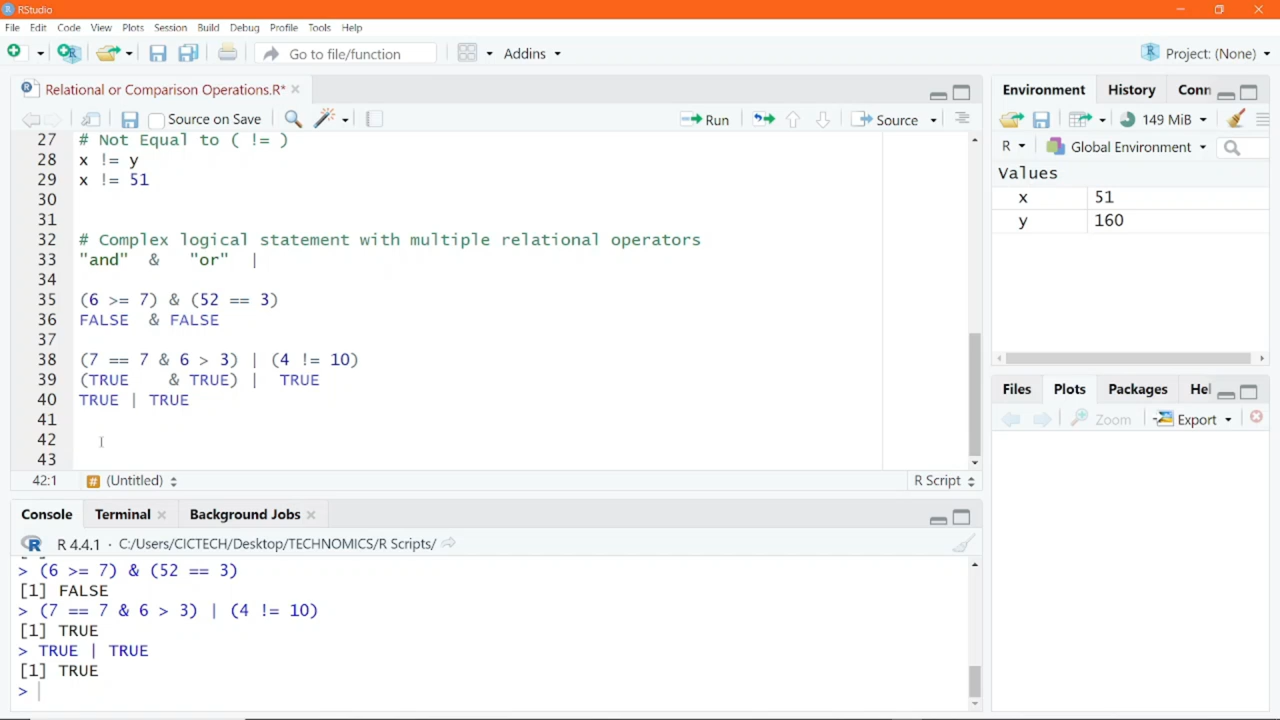 RStudio
File Edit Code View Plots Session Build Debug Profile Tools Help
Go to file/function Addins Project: (None)
Relational or Comparison Operations.R*
Source on Save Run Source
27 # Not Equal to ( != )
28 x != y
29 x != 51
30
31
32 # Complex logical statement with multiple relational operators
33 "and" & "or" |
34
35 (6 >= 7) & (52 == 3)
36 FALSE & FALSE
37
38 (7 == 7 & 6 > 3) | (4 != 10)
39 (TRUE & TRUE) | TRUE
40 TRUE | TRUE
41
42
43
42:1 # (Untitled) R Script
Console Terminal Background Jobs
R 4.4.1 · C:/Users/CICTECH/Desktop/TECHNOMICS/R Scripts/
> (6 >= 7) & (52 == 3)
[1] FALSE
> (7 == 7 & 6 > 3) | (4 != 10)
[1] TRUE
> TRUE | TRUE
[1] TRUE
>
Environment History Conn
149 MiB
R Global Environment
Values
x 51
y 160
Files Plots Packages Hel
Zoom Export